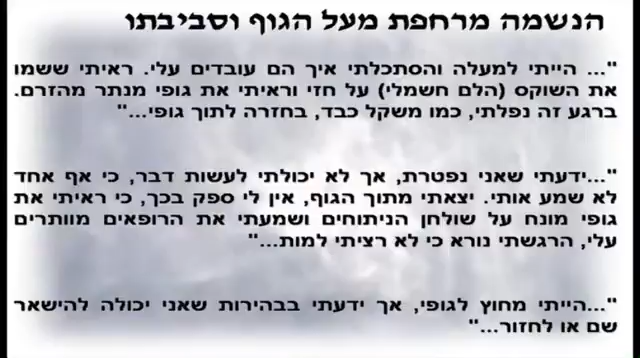 הנשמה מרחפת מעל הגוף וסביבתו
"... הייתי למעלה והסתכלתי איך הם עובדים עלי. ראיתי ששמו
את השוקס (הלם חשמלי) על חזי וראיתי את גופי מנתר מהזרם.
ברגע זה נפלתי, כמו משקל כבד, בחזרה לתוך גופי..."
"...ידעתי שאני נפטרת, אך לא יכולתי לעשות דבר, כי אף אחד
לא שמע אותי. יצאתי מתוך הגוף, אין לי ספק בכך, כי ראיתי את
גופי מונח על שולחן הניתוחים ושמעתי את הרופאים מוותרים
עלי, הרגשתי נורא כי לא רציתי למות..."
"...הייתי מחוץ לגופי, אך ידעתי בבהירות שאני יכולה להישאר
שם או לחזור..."